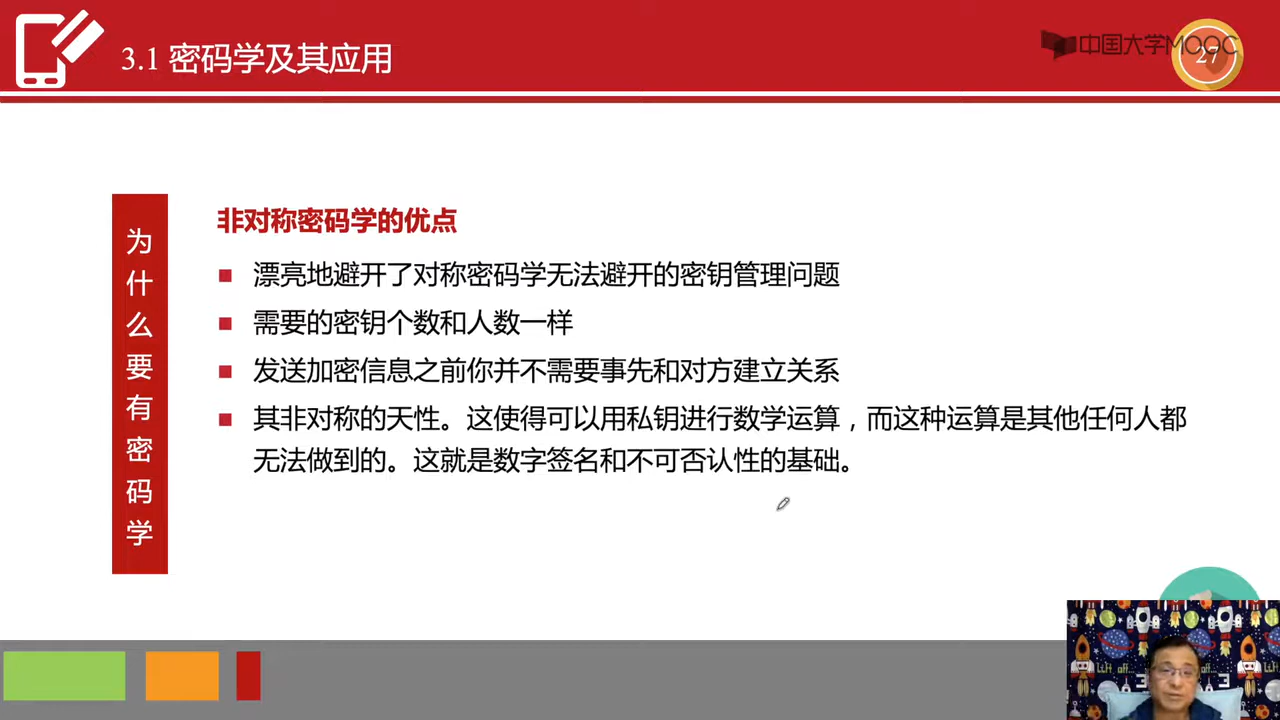 3.1 密码学及其应用
中国大学MOOC
27
为什么要有密码学
非对称密码学的优点
漂亮地避开了对称密码学无法避开的密钥管理问题
需要的密钥个数和人数一样
发送加密信息之前你并不需要事先和对方建立关系
其非对称的天性。这使得可以用私钥进行数学运算，而这种运算是其他任何人都
无法做到的。这就是数字签名和不可否认性的基础。